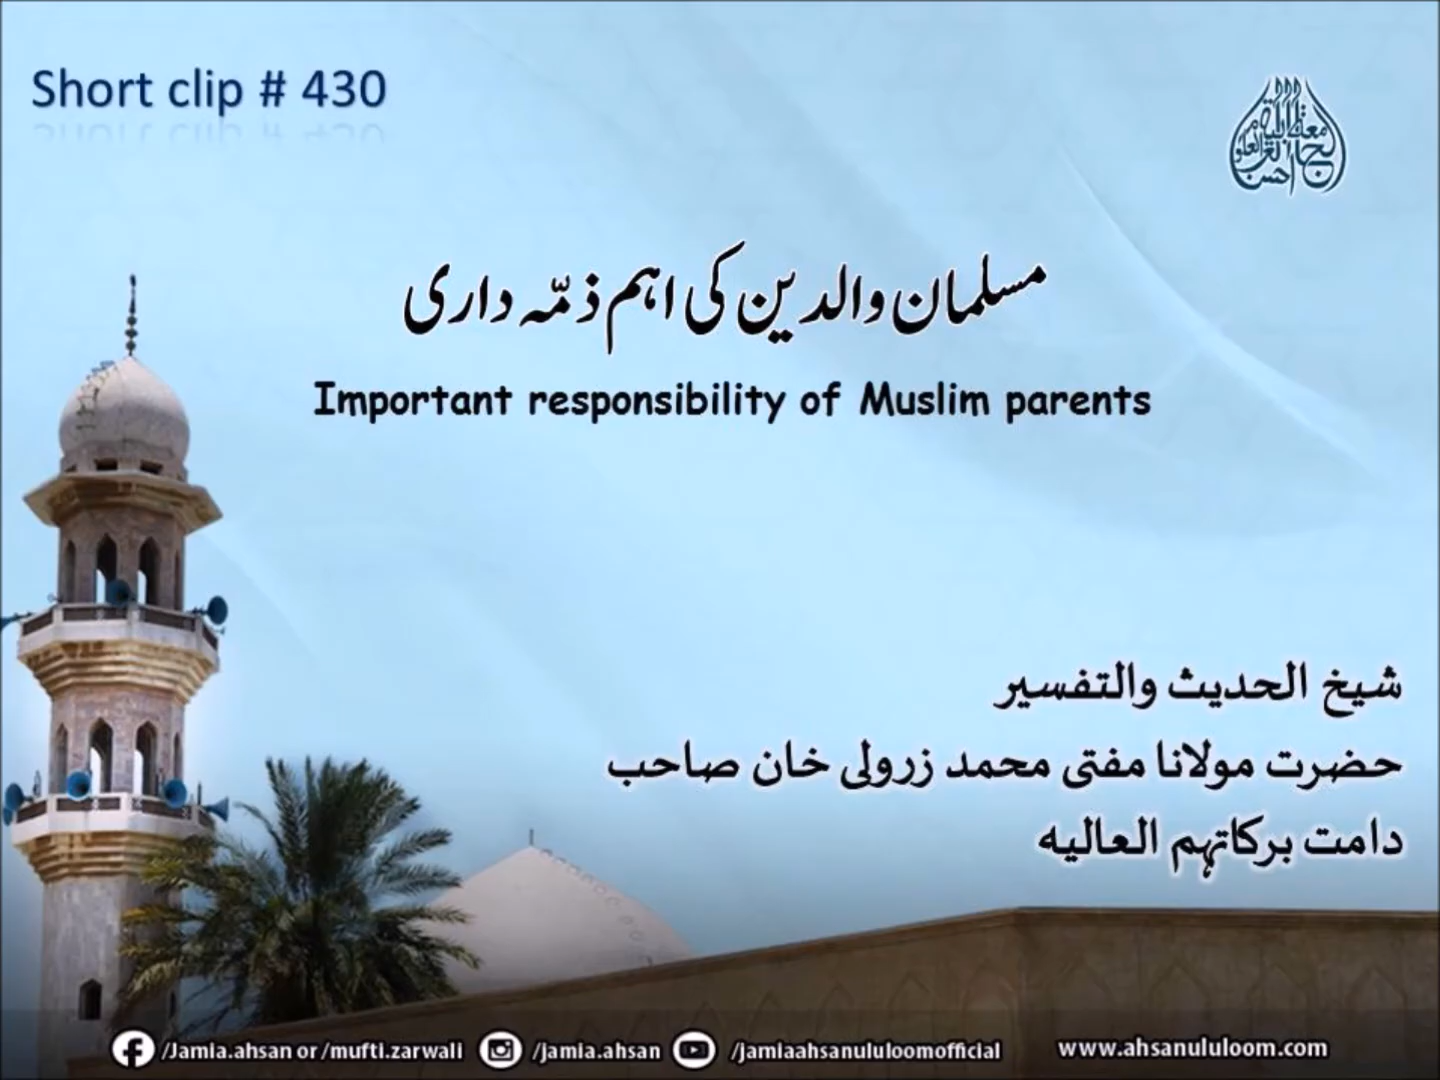 Short clip # 430
مسلمان والدین کی اہم ذمّہ داری
Important responsibility of Muslim parents
شیخ الحدیث والتفسیر
حضرت مولانا مفتی محمد زرولی خان صاحب
دامت برکاتہم العالیہ
/Jamia.ahsan or /mufti.zarwali /jamia.ahsan /jamiaahsanululoomofficial www.ahsanululoom.com